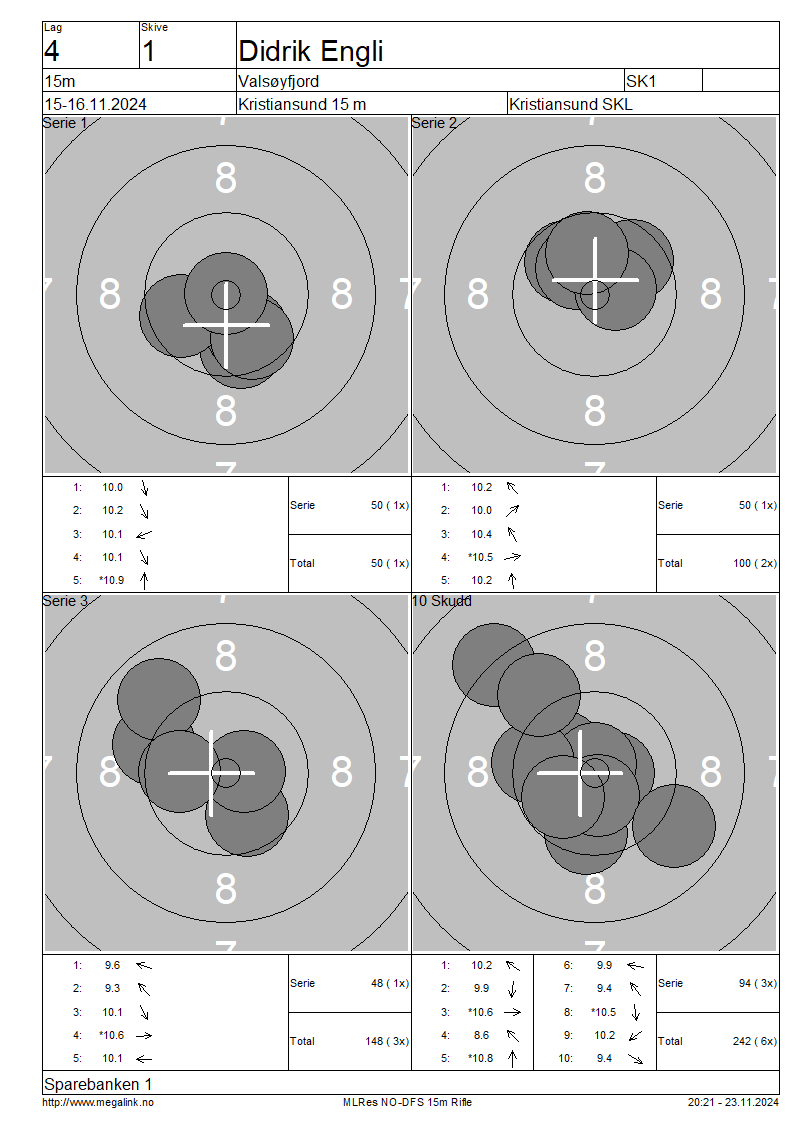 Lag Skive
4 1 Didrik Engli
15m Valsøyfjord SK1
15-16.11.2024 Kristiansund 15 m Kristiansund SKL
Serie 1 Serie 2
8 8
7 8 8 7 8 8 7
8 8
7 7
1: 10.0
2: 10.2
3: 10.1
4: 10.1
5: *10.9
Serie 50 ( 1x)
Total 50 ( 1x)
1: 10.2
2: 10.0
3: 10.4
4: *10.5
5: 10.2
Serie 50 ( 1x)
Total 100 ( 2x)
Serie 3 10 Skudd
8 8
7 8 8 7 8 8 7
8 8
7 7
1: 9.6
2: 9.3
3: 10.1
4: *10.6
5: 10.1
Serie 48 ( 1x)
Total 148 ( 3x)
1: 10.2
2: 9.9
3: *10.6
4: 8.6
5: *10.8
6: 9.9
7: 9.4
8: *10.5
9: 10.2
10: 9.4
Serie 94 ( 3x)
Total 242 ( 6x)
Sparebanken 1
http://www.megalink.no MLRes NO-DFS 15m Rifle 20:21 - 23.11.2024